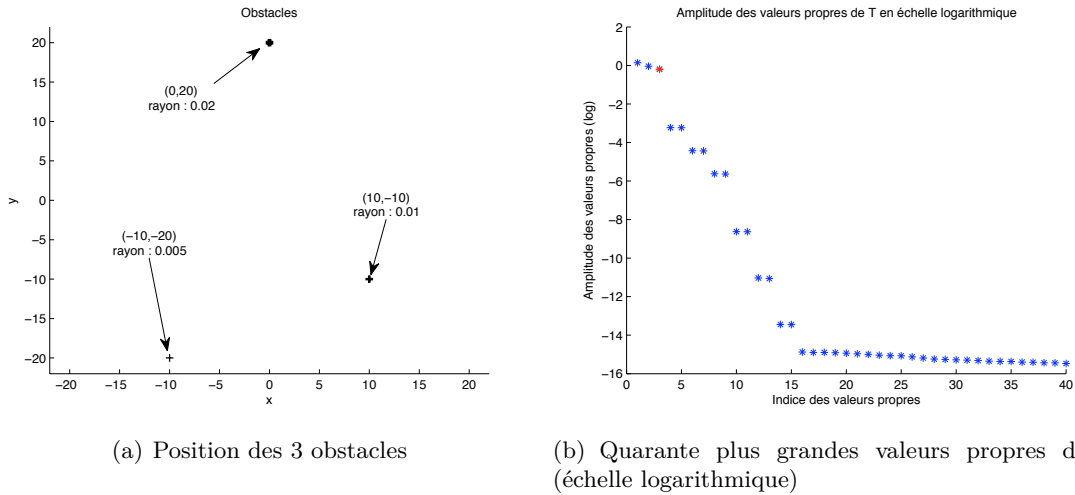 Obstacles
20
15
10
5
0
−5
−10
−15
−20
y
(0,20)
rayon : 0.02
(10,−10)
rayon : 0.01
(−10,−20)
rayon : 0.005
−20 −15 −10 −5 0 5 10 15 20
x
(a) Position des 3 obstacles
Amplitude des valeurs propres de T en échelle logarithmique
2
0
−2
−4
−6
−8
−10
−12
−14
−16
Amplitude des valeurs propres (log)
0 5 10 15 20 25 30 35 40
Indice des valeurs propres
(b) Quarante plus grandes valeurs propres d
(échelle logarithmique)